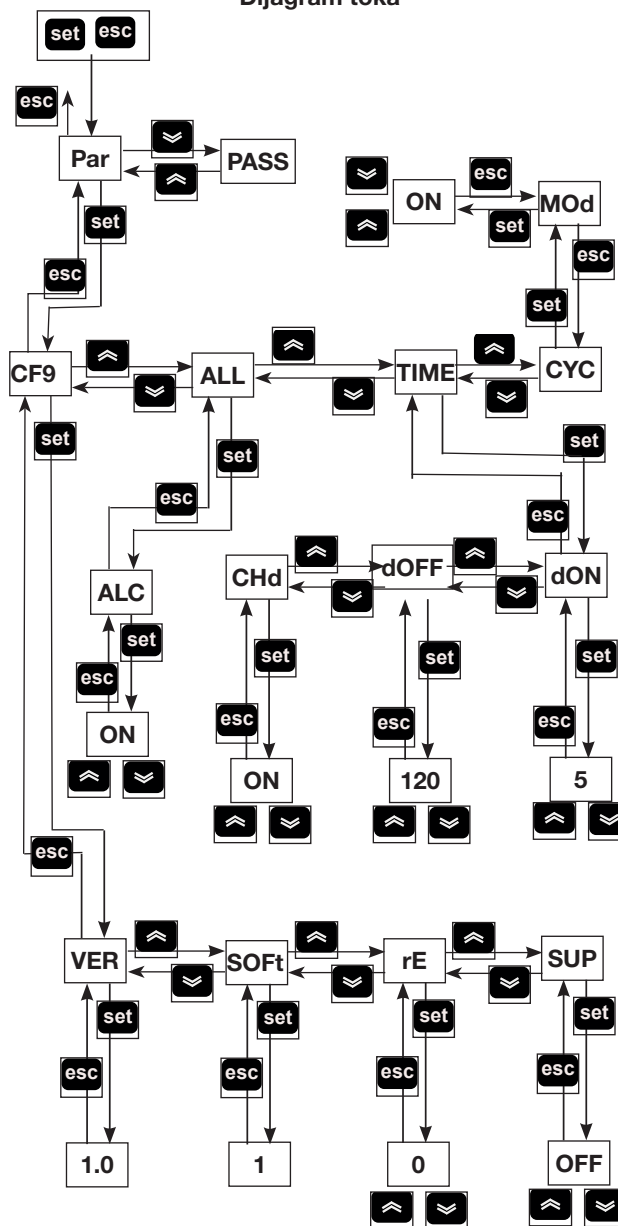 Dijagram toka
set esc
esc
Par PASS
esc
ON MOd
set
set
esc
esc
set
CF9 ALL TIME CYC
set
set
set
esc
esc
CHd dOFF dON
ALC
set
esc
set
set
set
esc
esc
esc
ON
ON 120 5
esc
VER SOFt rE SUP
set set set set
esc esc esc esc
1.0 1 0 OFF